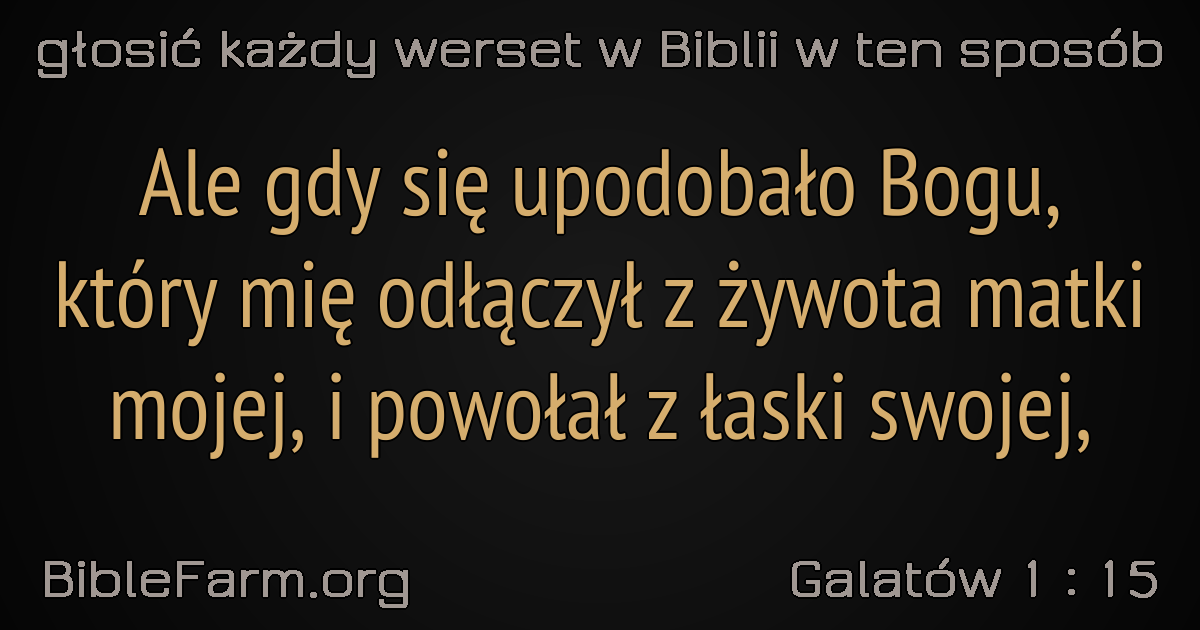 głosić każdy werset w Biblii w ten sposób
Ale gdy się upodobało Bogu,
który mię odłączył z żywota matki
mojej, i powołał z łaski swojej,
BibleFarm.org
Galatów 1 : 15